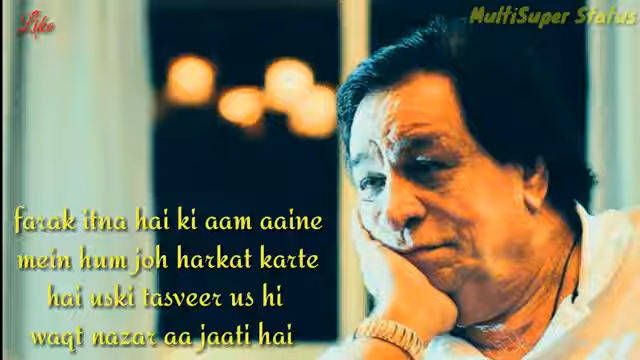 Like
MultiSuper Status
farak itna hai ki aam aaine
mein hum joh harkat karte
hai uski tasveer us hi
waqt nazar aa jaati hai